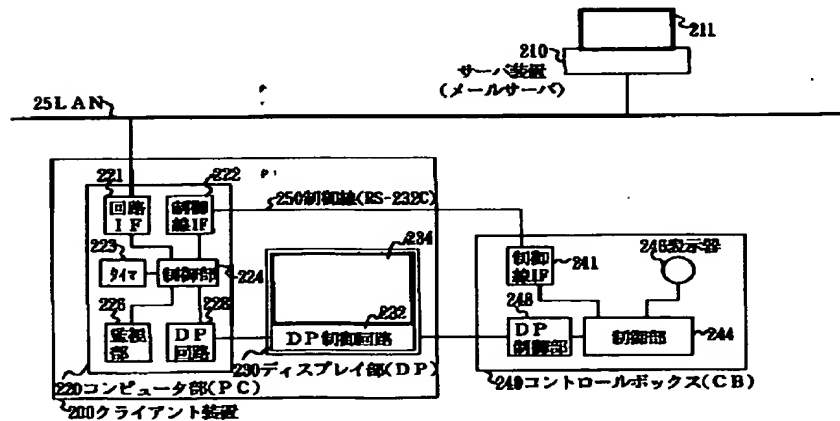 211
210
サーバ装置
(メールサーバ)
25LAN
221
222
回路
IF
制御
線IF
250制御線(RS-232C)
223
タイマ
制御部
224
226
監視
部
228
DP
回路
234
232
DP制御回路
230ディスプレイ部(DP)
220コンピュータ部(PC)
200クライアント装置
制御
線IF
241
246表示器
248
DP
制御部
制御部
244
240コントロールボックス(CB)